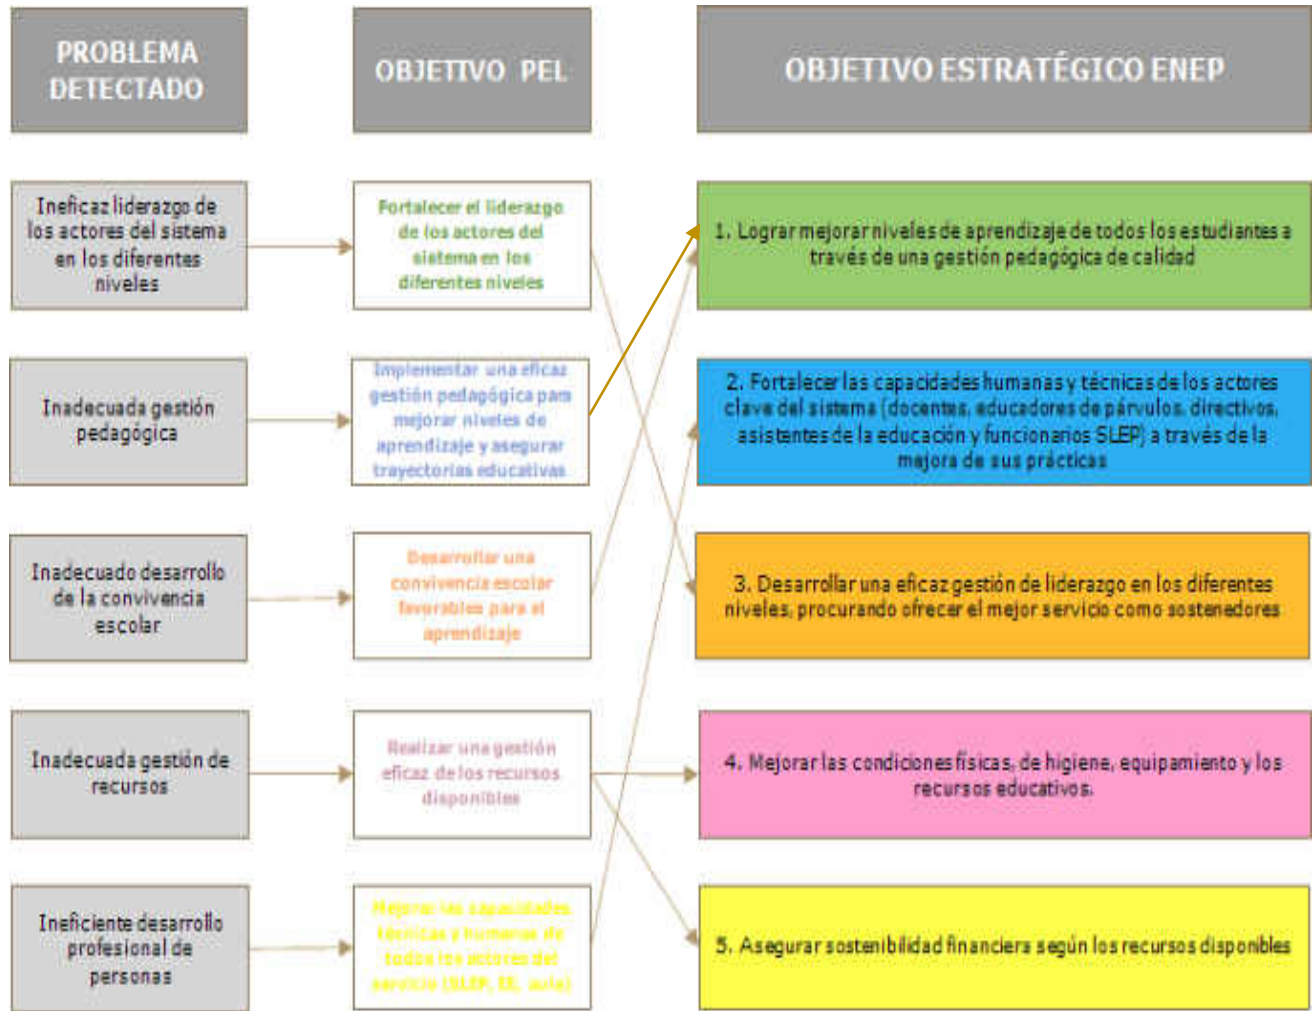 PROBLEMA
DETECTADO
OBJETIVO PEL
OBJETIVO ESTRATÉGICO ENEP
Ineficaz liderazgo de
los actores del sistema
en los diferentes
niveles
Fortalecer el liderazgo
de los actores del
sistema en los
diferentes niveles
1. Lograr mejorar niveles de aprendizaje de todos los estudiantes a
través de una gestión pedagógica de calidad
Inadecuada gestión
pedagógica
Implementar una eficaz
gestión pedagógica para
mejorar niveles de
aprendizaje y asegurar
trayectorias educativas
2. Fortalecer las capacidades humanas y técnicas de los actores
clave del sistema (docentes, educadores de párvulos, directivos,
asistentes de la educación y funcionarios SLEP) a través de la
mejora de sus prácticas
Inadecuado desarrollo
de la convivencia
escolar
Desarrollar una
convivencia escolar
favorables para el
aprendizaje
3. Desarrollar una eficaz gestión de liderazgo en los diferentes
niveles, procurando ofrecer el mejor servicio como sostenedores
Inadecuada gestión de
recursos
Realizar una gestión
eficaz de los recursos
disponibles
4. Mejorar las condiciones físicas, de higiene, equipamiento y los
recursos educativos.
Ineficiente desarrollo
profesional de
personas
Mejorar las capacidades
técnicas y humanas de
todos los actores del
servicio (SLEP, EE, aula)
5. Asegurar sostenibilidad financiera según los recursos disponibles